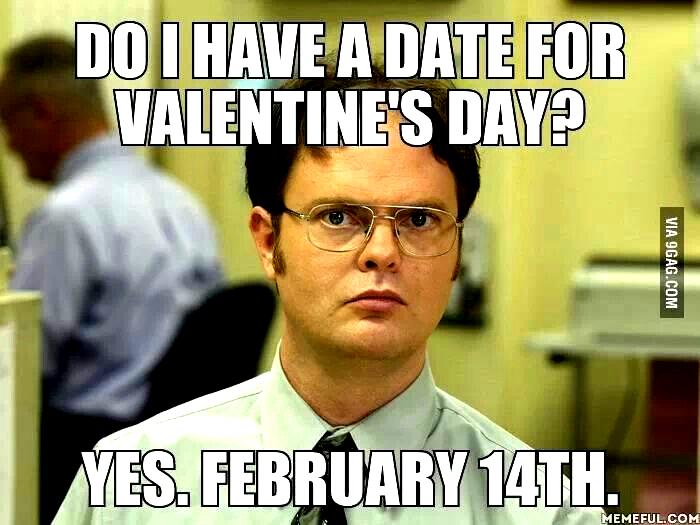 DO I HAVE A DATE FOR
VALENTINE'S DAY?
VIA 9GAG.COM
YES. FEBRUARY 14TH.
MEMEFUL.COM